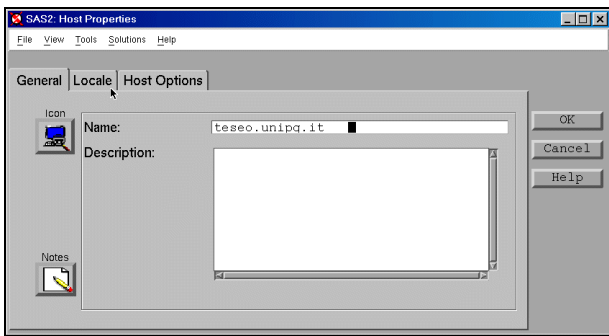 SAS2: Host Properties
File View Tools Solutions Help
General Locale Host Options
Icon
Name: teseo.unipg.it
Description:
Notes
OK
Cancel
Help